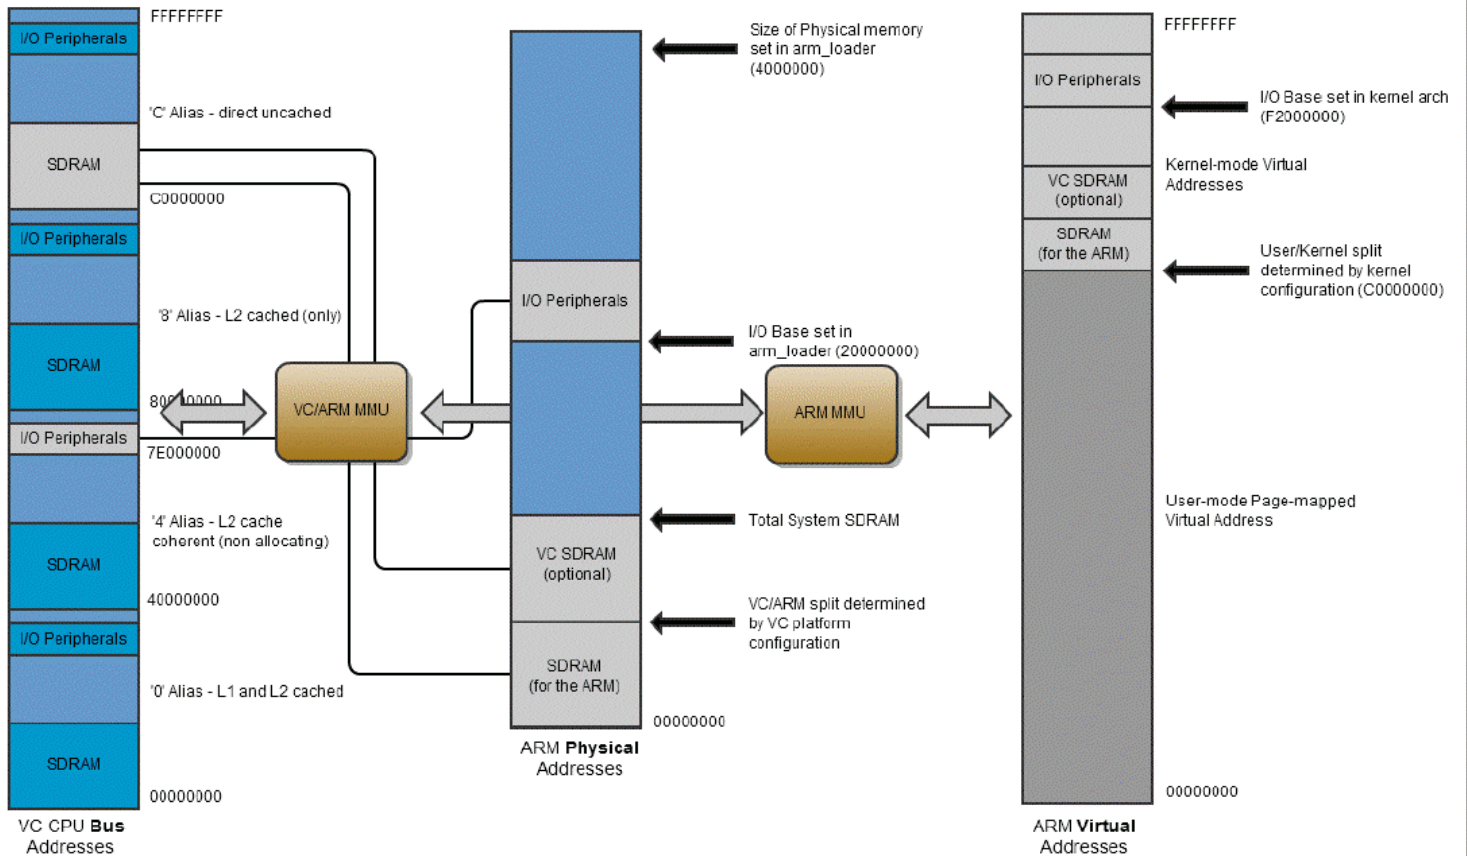 FFFFFFFF
I/O Peripherals
'C' Alias - direct uncached
SDRAM
C0000000
I/O Peripherals
'8' Alias - L2 cached (only)
SDRAM
80000000
I/O Peripherals
7E000000
'4' Alias - L2 cache
coherent (non allocating)
SDRAM
40000000
I/O Peripherals
'0' Alias - L1 and L2 cached
SDRAM
00000000
VC CPU Bus
Addresses
VC/ARM MMU
Size of Physical memory
set in arm_loader
(4000000)
I/O Peripherals
I/O Base set in
arm_loader (20000000)
Total System SDRAM
VC SDRAM
(optional)
VC/ARM split determined
by VC platform
configuration
SDRAM
(for the ARM)
00000000
ARM Physical
Addresses
ARM MMU
FFFFFFFF
I/O Peripherals
I/O Base set in kernel arch
(F2000000)
Kernel-mode Virtual
Addresses
VC SDRAM
(optional)
SDRAM
(for the ARM)
User/Kernel split
determined by kernel
configuration (C0000000)
User-mode Page-mapped
Virtual Address
00000000
ARM Virtual
Addresses